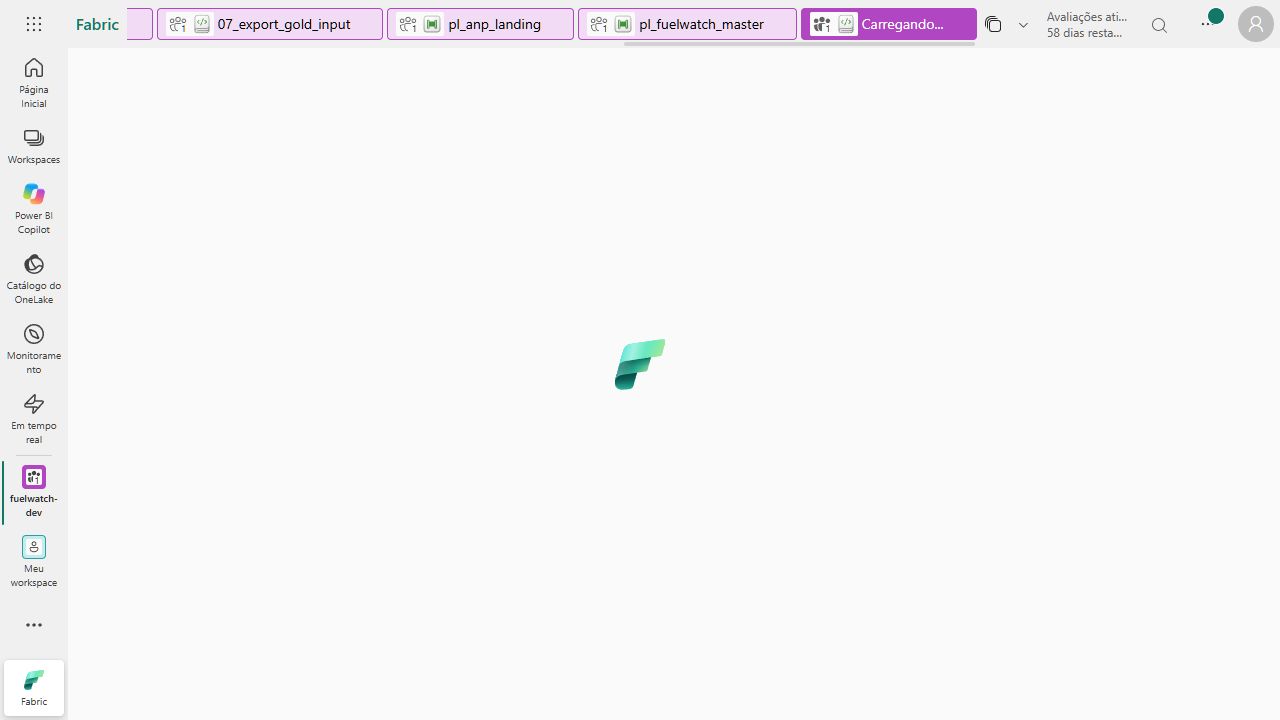 Fabric
07_export_gold_input
pl_anp_landing
pl_fuelwatch_master
Carregando...
Avaliações ati...
58 dias resta...
Página
Inicial
Workspaces
Power BI
Copilot
Catálogo do
OneLake
Monitorame
nto
Em tempo
real
fuelwatch-
dev
Meu
workspace
Fabric